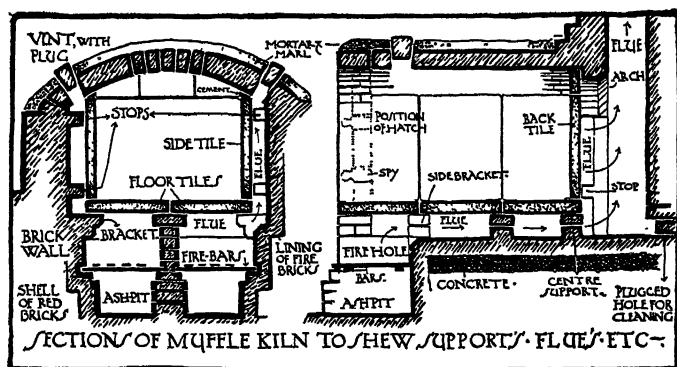 VENT, WITH
PLUG
STOPS
CEMENT
SIDE TILE
FLUE
FLOOR TILES
BRACKET
FLUE
BRICK
WALL
FIRE-BARS
LINING
OF FIRE
BRICKS
SHELL
OF RED
BRICKS
ASHPIT
MORTAR &
MARL
POSITION
OF HATCH
SPY
SIDE BRACKET
FLUE
FIRE HOLE
BARS
ASHPIT
CONCRETE
BACK
TILE
FLUE
ARCH
FLUE
STOP
CENTRE
SUPPORT
PLUGGED
HOLE FOR
CLEANING
SECTIONS OF MUFFLE KILN TO SHEW SUPPORTS · FLUES · ETC~